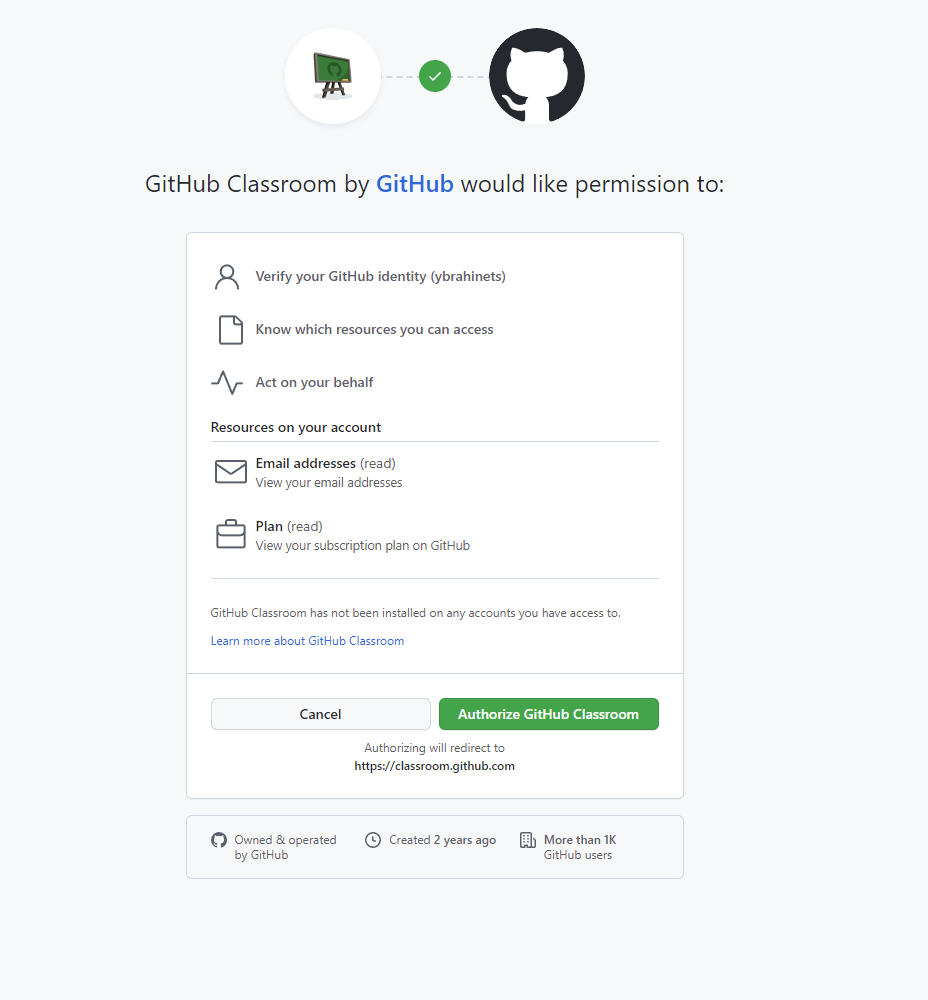 GitHub Classroom by GitHub would like permission to:
Verify your GitHub identity (ybrahinets)
Know which resources you can access
Act on your behalf
Resources on your account
Email addresses (read)
View your email addresses
Plan (read)
View your subscription plan on GitHub
GitHub Classroom has not been installed on any accounts you have access to.
Learn more about GitHub Classroom
Cancel
Authorize GitHub Classroom
Authorizing will redirect to
https://classroom.github.com
Owned & operated
by GitHub
Created 2 years ago
More than 1K
GitHub users